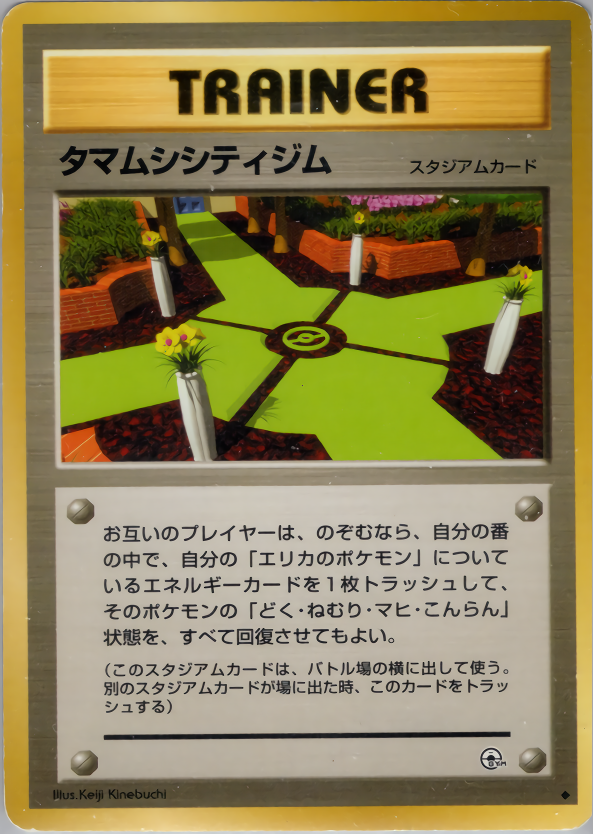 TRAINER
タマムシシティジム
スタジアムカード
お互いのプレイヤーは、のぞむなら、自分の番
の中で、自分の「エリカのポケモン」について
いるエネルギーカードを1枚トラッシュして、
そのポケモンの「どく・ねむり・マヒ・こんらん」
状態を、すべて回復させてもよい。
(このスタジアムカードは、バトル場の横に出して使う。
別のスタジアムカードが場に出た時、このカードをトラッ
シュする)
GYM
Illus.Keiji Kinebuchi